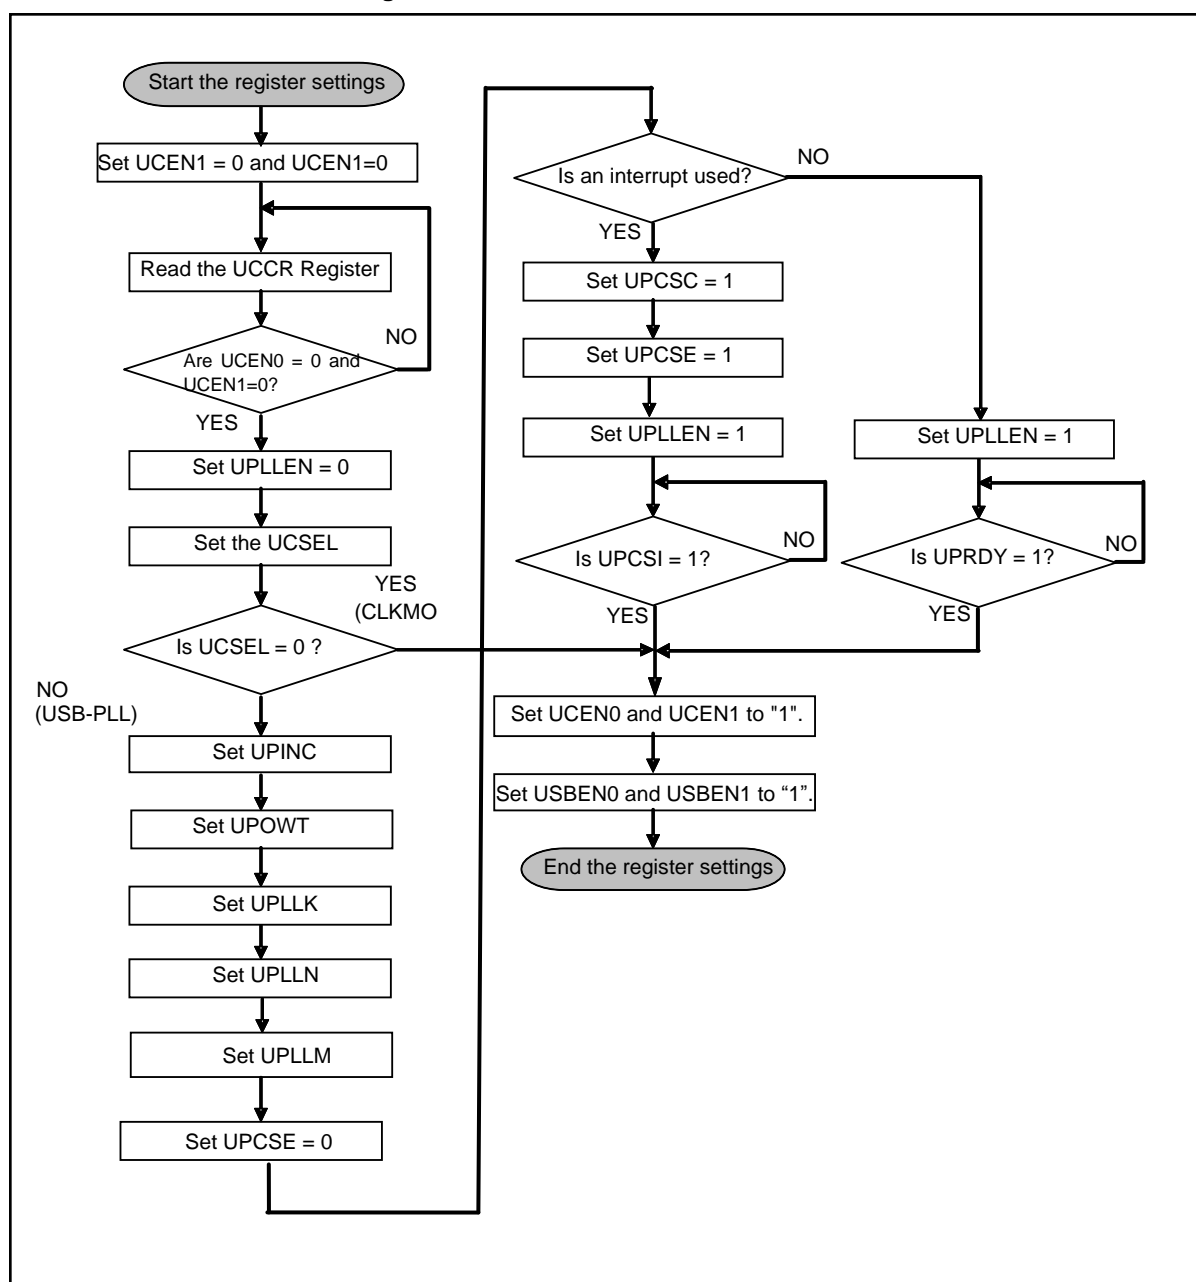 Start the register settings
Set UCEN1 = 0 and UCEN1=0
Read the UCCR Register
NO
Are UCEN0 = 0 and
UCEN1=0?
YES
Set UPLLEN = 0
Set the UCSEL
YES
(CLKMO
Is UCSEL = 0 ?
NO
(USB-PLL)
Set UPINC
Set UPOWT
Set UPLLK
Set UPLLN
Set UPLLM
Set UPCSE = 0
Is an interrupt used?
NO
YES
Set UPCSC = 1
Set UPCSE = 1
Set UPLLEN = 1
Is UPCSI = 1?
NO
YES
Set UPLLEN = 1
Is UPRDY = 1?
NO
YES
Set UCEN0 and UCEN1 to "1".
Set USBEN0 and USBEN1 to “1”.
End the register settings